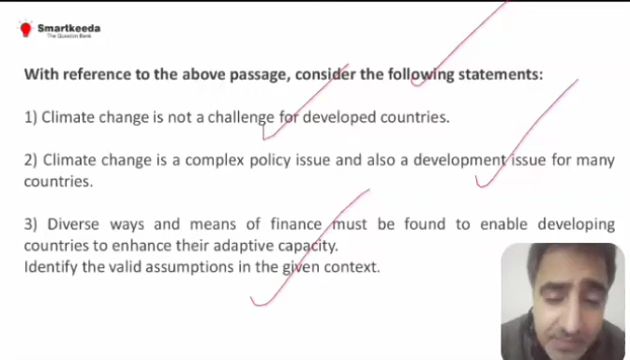 Smartkeeda
The Question Bank
With reference to the above passage, consider the following statements:
1) Climate change is not a challenge for developed countries.
2) Climate change is a complex policy issue and also a development issue for many
countries.
3) Diverse ways and means of finance must be found to enable developing
countries to enhance their adaptive capacity.
Identify the valid assumptions in the given context.